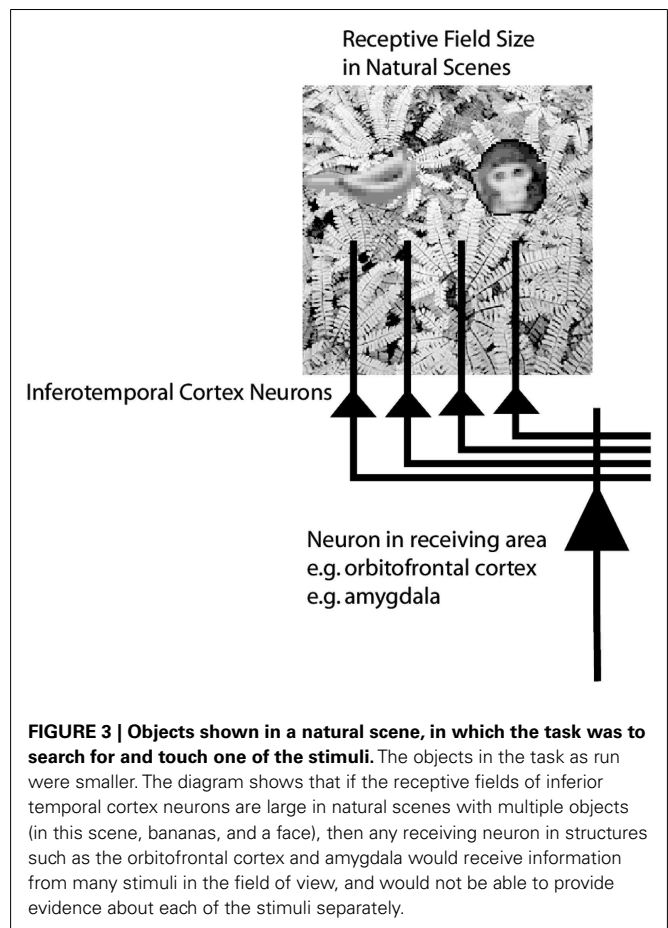 Receptive Field Size
in Natural Scenes
Inferotemporal Cortex Neurons
Neuron in receiving area
e.g. orbitofrontal cortex
e.g. amygdala
FIGURE 3 | Objects shown in a natural scene, in which the task was to
search for and touch one of the stimuli. The objects in the task as run
were smaller. The diagram shows that if the receptive fields of inferior
temporal cortex neurons are large in natural scenes with multiple objects
(in this scene, bananas, and a face), then any receiving neuron in structures
such as the orbitofrontal cortex and amygdala would receive information
from many stimuli in the field of view, and would not be able to provide
evidence about each of the stimuli separately.